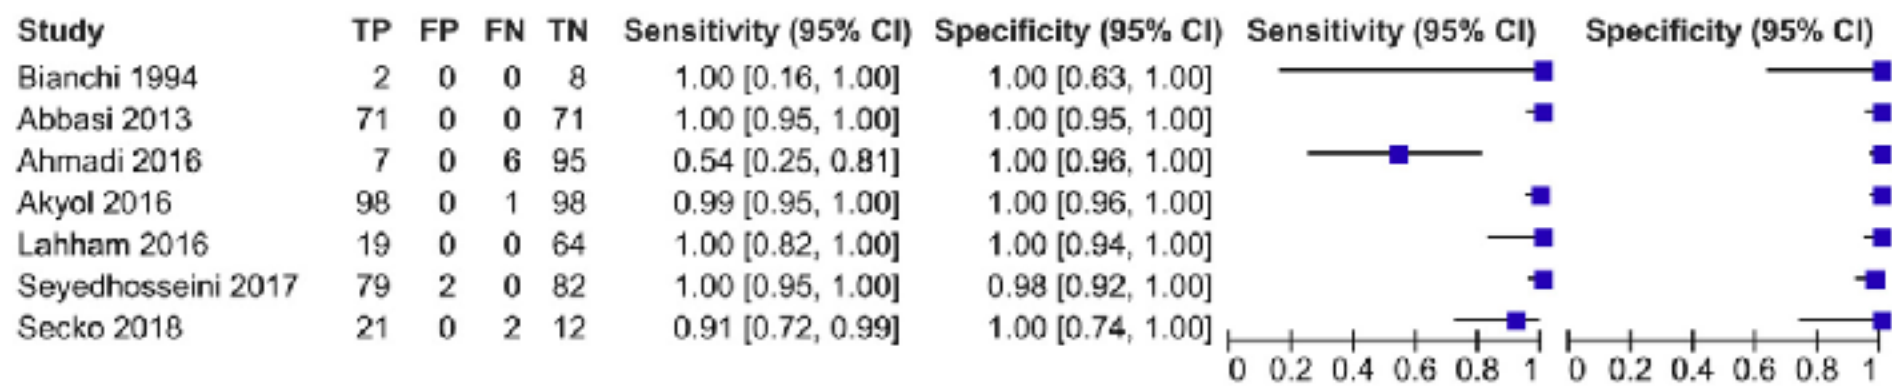 Study TP FP FN TN Sensitivity (95% CI) Specificity (95% CI) Sensitivity (95% CI) Specificity (95% CI)
Bianchi 1994 2 0 0 8 1.00 [0.16, 1.00] 1.00 [0.63, 1.00]
Abbasi 2013 71 0 0 71 1.00 [0.95, 1.00] 1.00 [0.95, 1.00]
Ahmadi 2016 7 0 6 95 0.54 [0.25, 0.81] 1.00 [0.96, 1.00]
Akyol 2016 98 0 1 98 0.99 [0.95, 1.00] 1.00 [0.96, 1.00]
Lahham 2016 19 0 0 64 1.00 [0.82, 1.00] 1.00 [0.94, 1.00]
Seyedhosseini 2017 79 2 0 82 1.00 [0.95, 1.00] 0.98 [0.92, 1.00]
Secko 2018 21 0 2 12 0.91 [0.72, 0.99] 1.00 [0.74, 1.00]
0 0.2 0.4 0.6 0.8 1 0 0.2 0.4 0.6 0.8 1